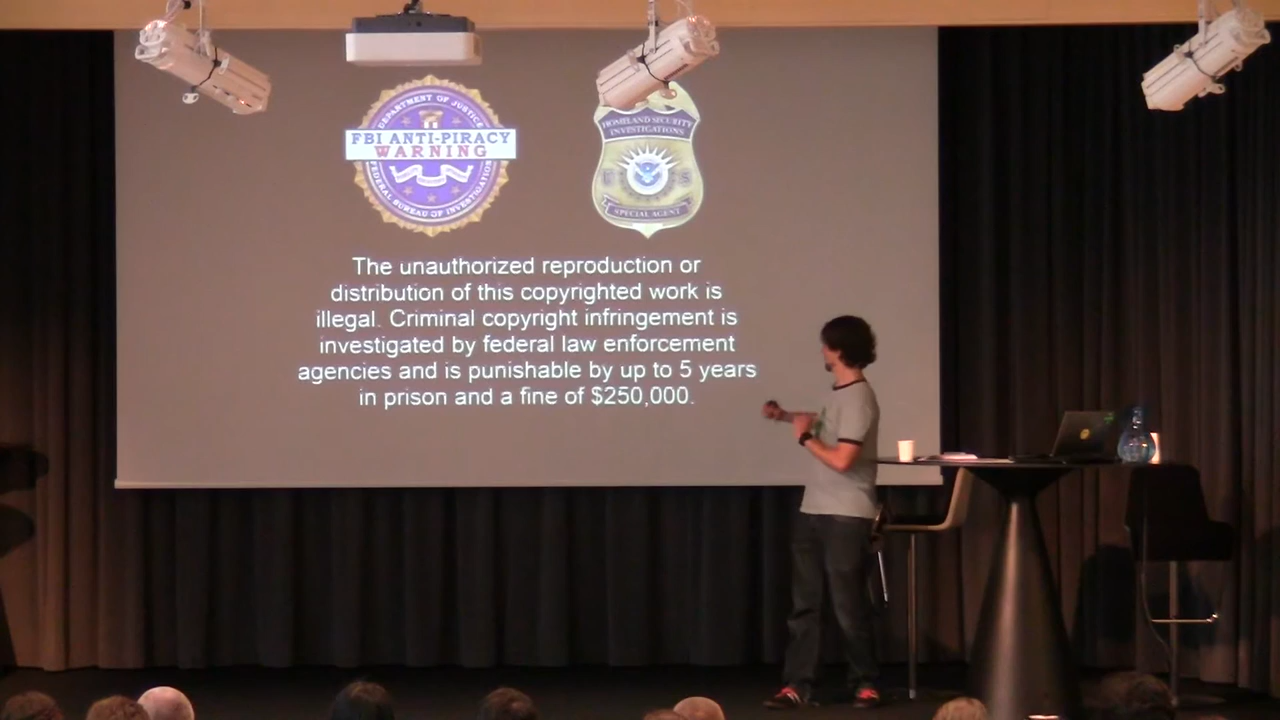 DEPARTMENT OF JUSTICE
FBI ANTI-PIRACY
WARNING
FEDERAL BUREAU OF INVESTIGATION
HOMELAND SECURITY
INVESTIGATIONS
U S
SPECIAL AGENT
The unauthorized reproduction or
distribution of this copyrighted work is
illegal. Criminal copyright infringement is
investigated by federal law enforcement
agencies and is punishable by up to 5 years
in prison and a fine of $250,000.